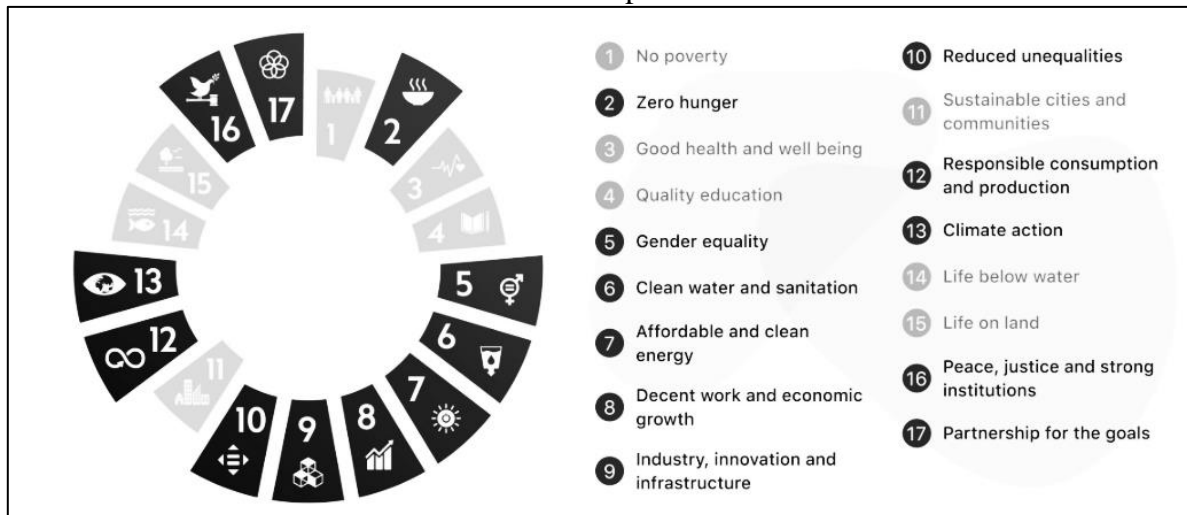 16
17
1
2
15
3
14
4
13
5
12
6
11
7
10
9
8
1 No poverty
2 Zero hunger
3 Good health and well being
4 Quality education
5 Gender equality
6 Clean water and sanitation
7 Affordable and clean
energy
8 Decent work and economic
growth
9 Industry, innovation and
infrastructure
10 Reduced unequalities
11 Sustainable cities and
communities
12 Responsible consumption
and production
13 Climate action
14 Life below water
15 Life on land
16 Peace, justice and strong
institutions
17 Partnership for the goals